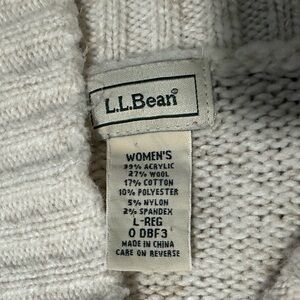 L.L.Bean®
WOMEN'S
39% ACRYLIC
27% WOOL
17% COTTON
10% POLYESTER
5% NYLON
2% SPANDEX
L-REG
0 DBF3
MADE IN CHINA
CARE ON REVERSE